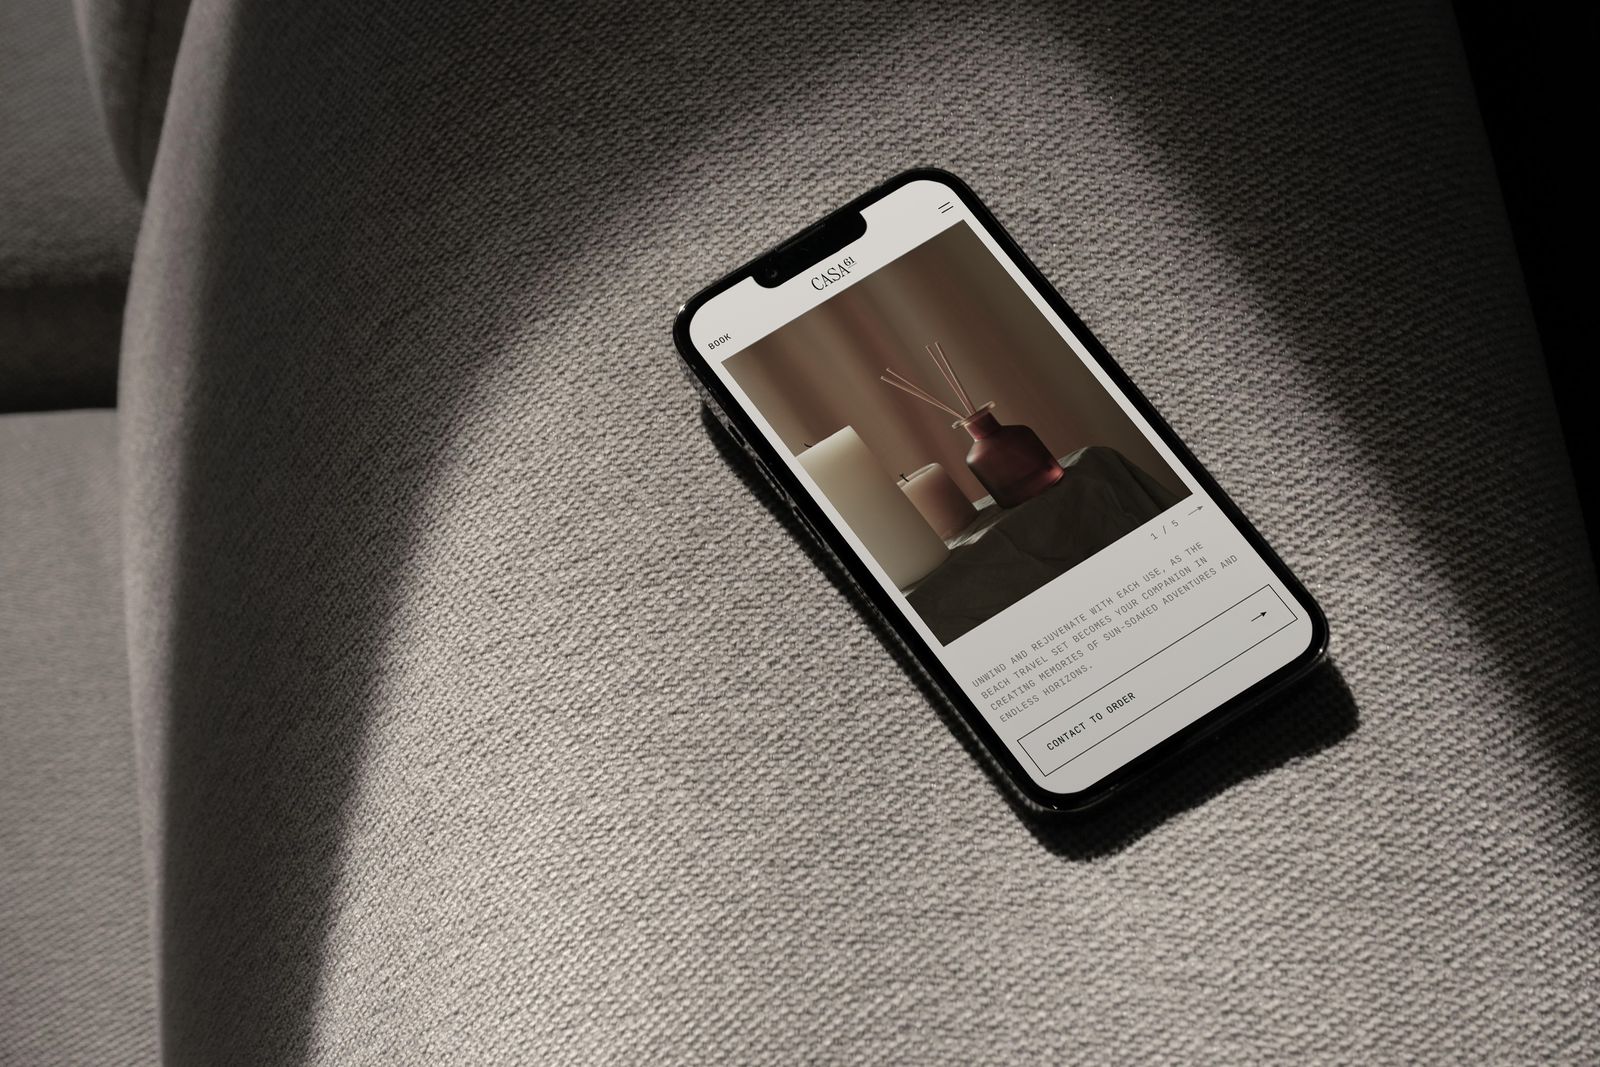 CASA61
BOOK
1 / 5 →
UNWIND AND REJUVENATE WITH EACH USE, AS THE
BEACH TRAVEL SET BECOMES YOUR COMPANION IN
CREATING MEMORIES OF SUN-SOAKED ADVENTURES AND
ENDLESS HORIZONS.
CONTACT TO ORDER →